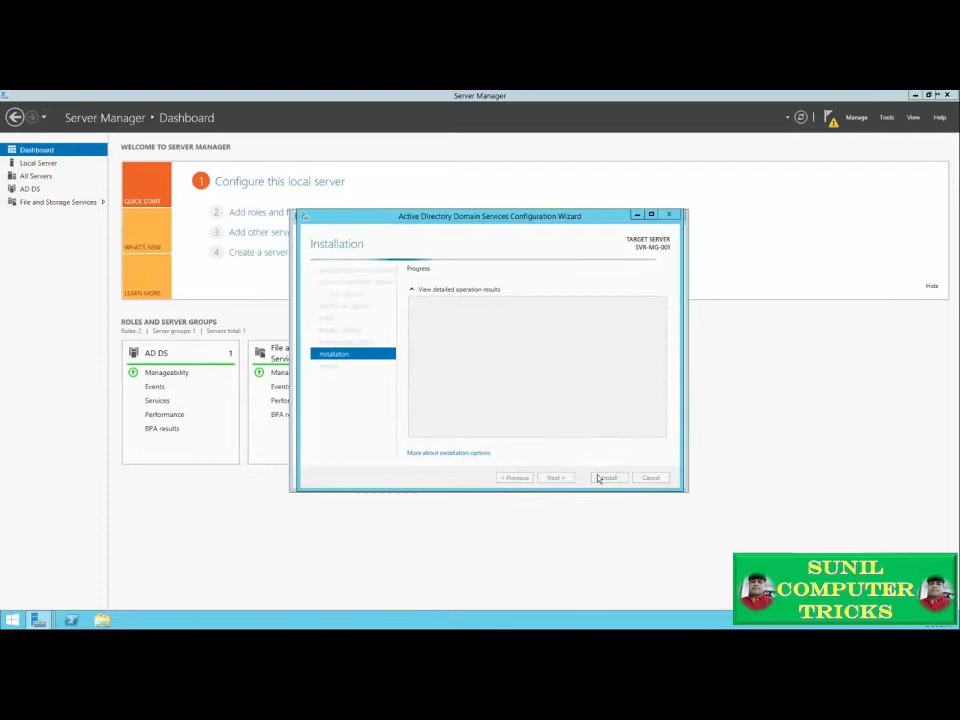 Server Manager
Server Manager • Dashboard
Manage
Tools
View
Help
Dashboard
Local Server
All Servers
AD DS
File and Storage Services
WELCOME TO SERVER MANAGER
QUICK START
WHAT'S NEW
LEARN MORE
1 Configure this local server
2 Add roles and
3 Add other serv
4 Create a server
Hide
Active Directory Domain Services Configuration Wizard
Installation
TARGET SERVER
SVR-MG-001
Progress
View detailed operation results
Installation
More about installation options
< Previous
Next >
Install
Cancel
ROLES AND SERVER GROUPS
Roles: 2 | Server groups: 1 | Servers total: 1
AD DS 1
Manageability
Events
Services
Performance
BPA results
File a
Servi
Mana
Event
Perfo
BPA r
SUNIL
COMPUTER
TRICKS